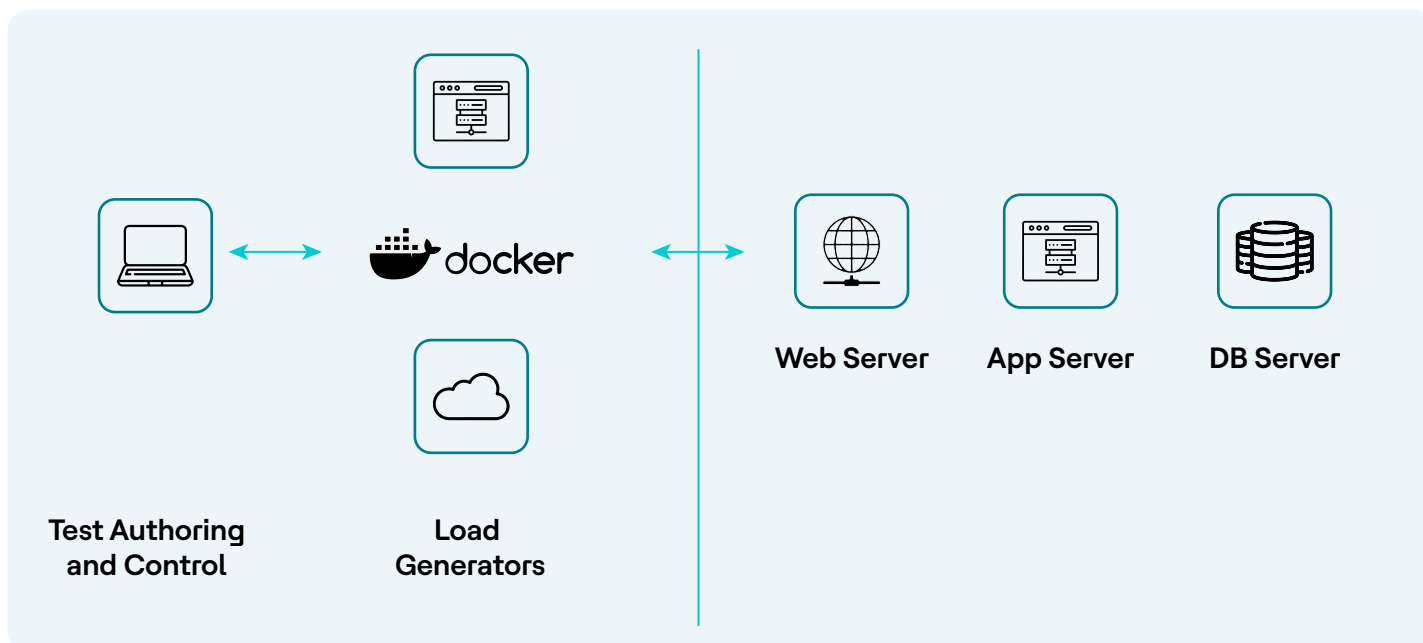 docker
Web Server
App Server
DB Server
Test Authoring
and Control
Load
Generators